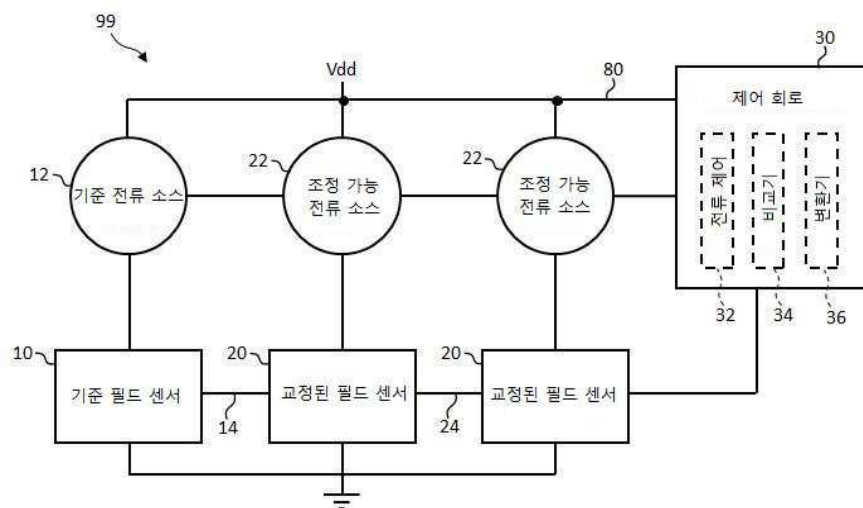 99
Vdd
80
30
제어 회로
12
기준 전류 소스
22
조정 가능
전류 소스
22
조정 가능
전류 소스
전류 제어
비교기
변환기
32
34
36
10
기준 필드 센서
14
20
교정된 필드 센서
24
20
교정된 필드 센서